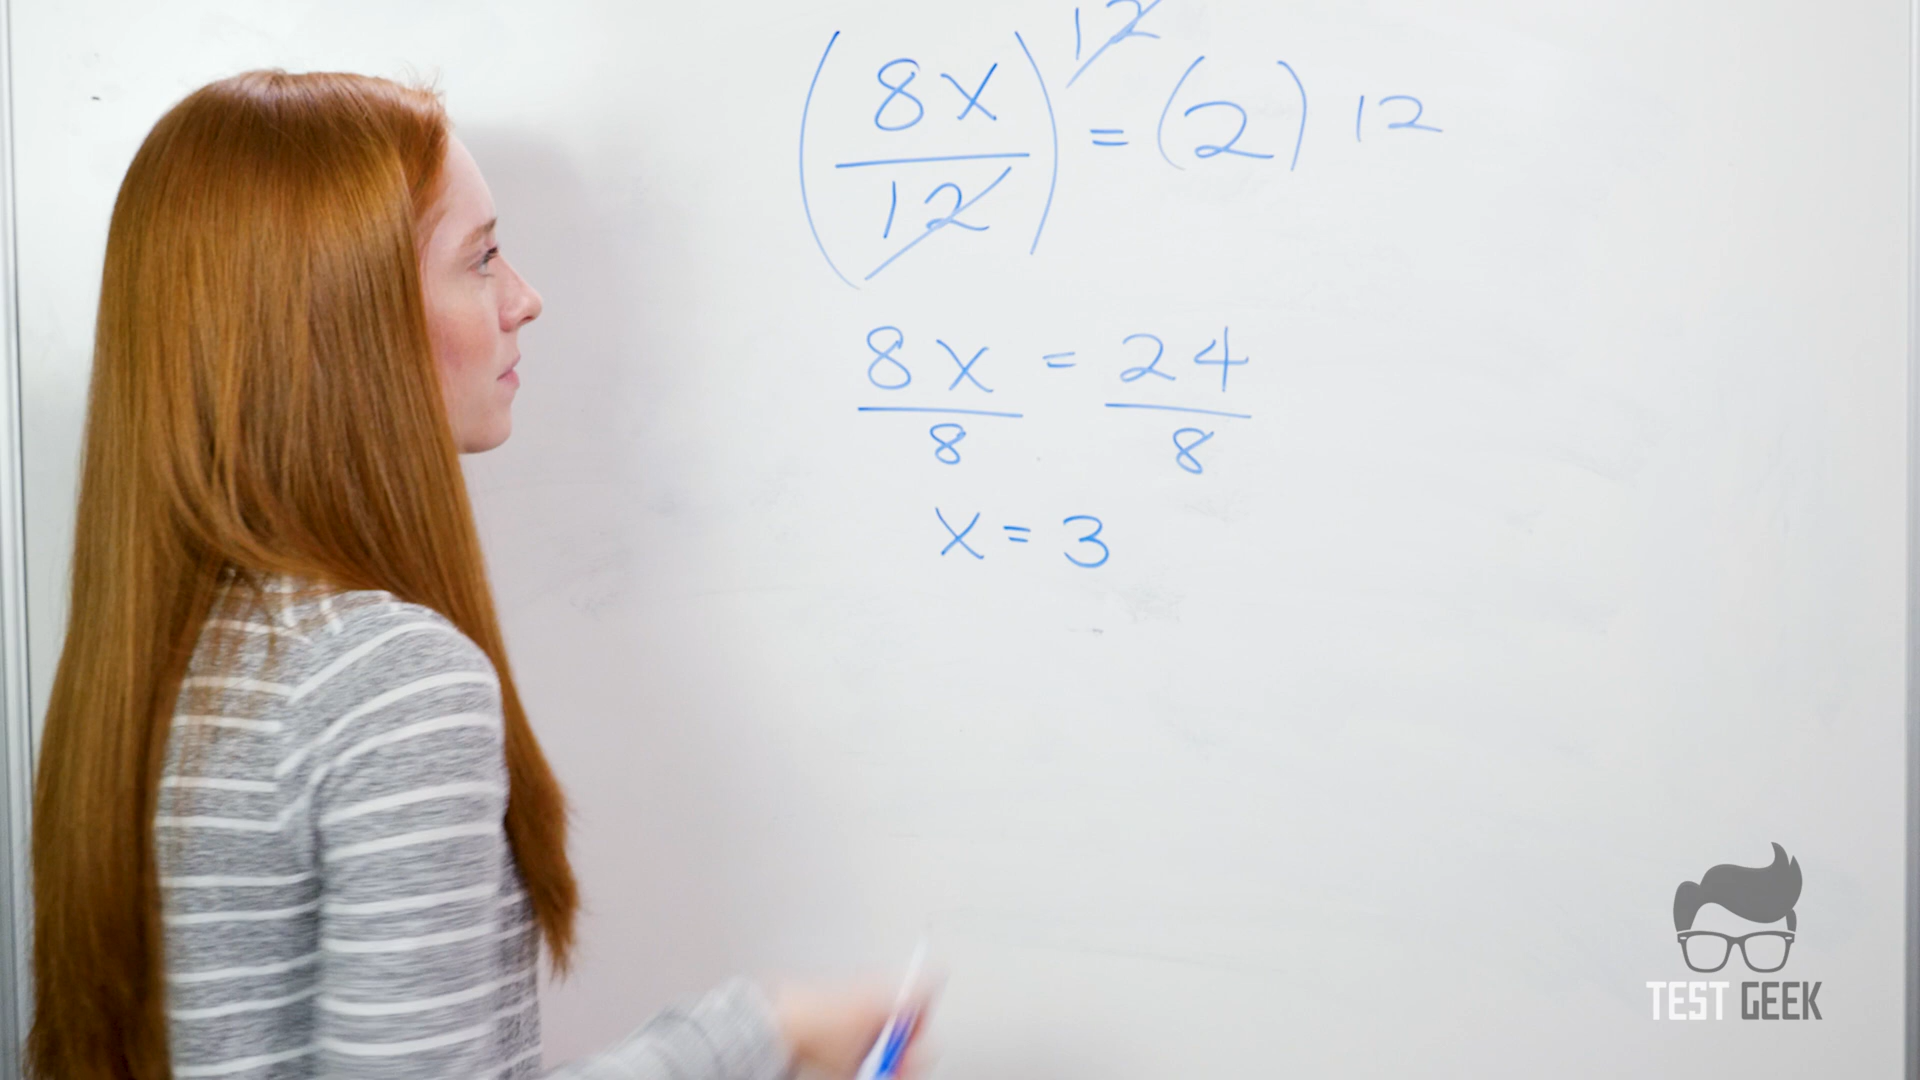 (8x/12) 12 = (2) 12
8x/8 = 24/8
x = 3
TEST GEEK